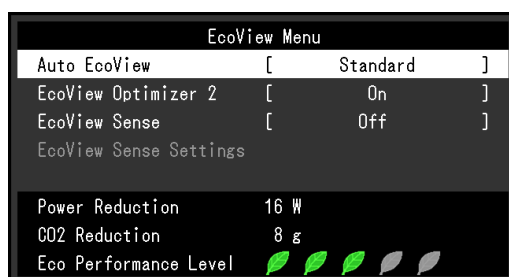 EcoView Menu
Auto EcoView [ Standard ]
EcoView Optimizer 2 [ On ]
EcoView Sense [ Off ]
EcoView Sense Settings
Power Reduction 16 W
CO2 Reduction 8 g
Eco Performance Level